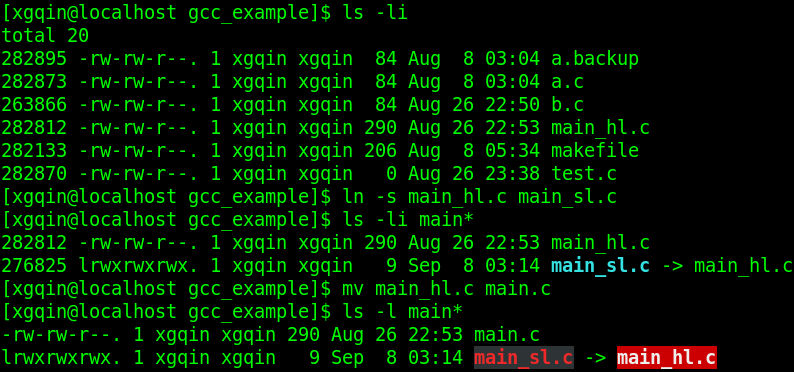 [xgqin@localhost gcc_example]$ ls -li
total 20
282895 -rw-rw-r--. 1 xgqin xgqin  84 Aug  8 03:04 a.backup
282873 -rw-rw-r--. 1 xgqin xgqin  84 Aug  8 03:04 a.c
263866 -rw-rw-r--. 1 xgqin xgqin  84 Aug 26 22:50 b.c
282812 -rw-rw-r--. 1 xgqin xgqin 290 Aug 26 22:53 main_hl.c
282133 -rw-rw-r--. 1 xgqin xgqin 206 Aug  8 05:34 makefile
282870 -rw-rw-r--. 1 xgqin xgqin   0 Aug 26 23:38 test.c
[xgqin@localhost gcc_example]$ ln -s main_hl.c main_sl.c
[xgqin@localhost gcc_example]$ ls -li main*
282812 -rw-rw-r--. 1 xgqin xgqin 290 Aug 26 22:53 main_hl.c
276825 lrwxrwxrwx. 1 xgqin xgqin   9 Sep  8 03:14 main_sl.c -> main_hl.c
[xgqin@localhost gcc_example]$ mv main_hl.c main.c
[xgqin@localhost gcc_example]$ ls -l main*
-rw-rw-r--. 1 xgqin xgqin 290 Aug 26 22:53 main.c
lrwxrwxrwx. 1 xgqin xgqin   9 Sep  8 03:14 main_sl.c -> main_hl.c